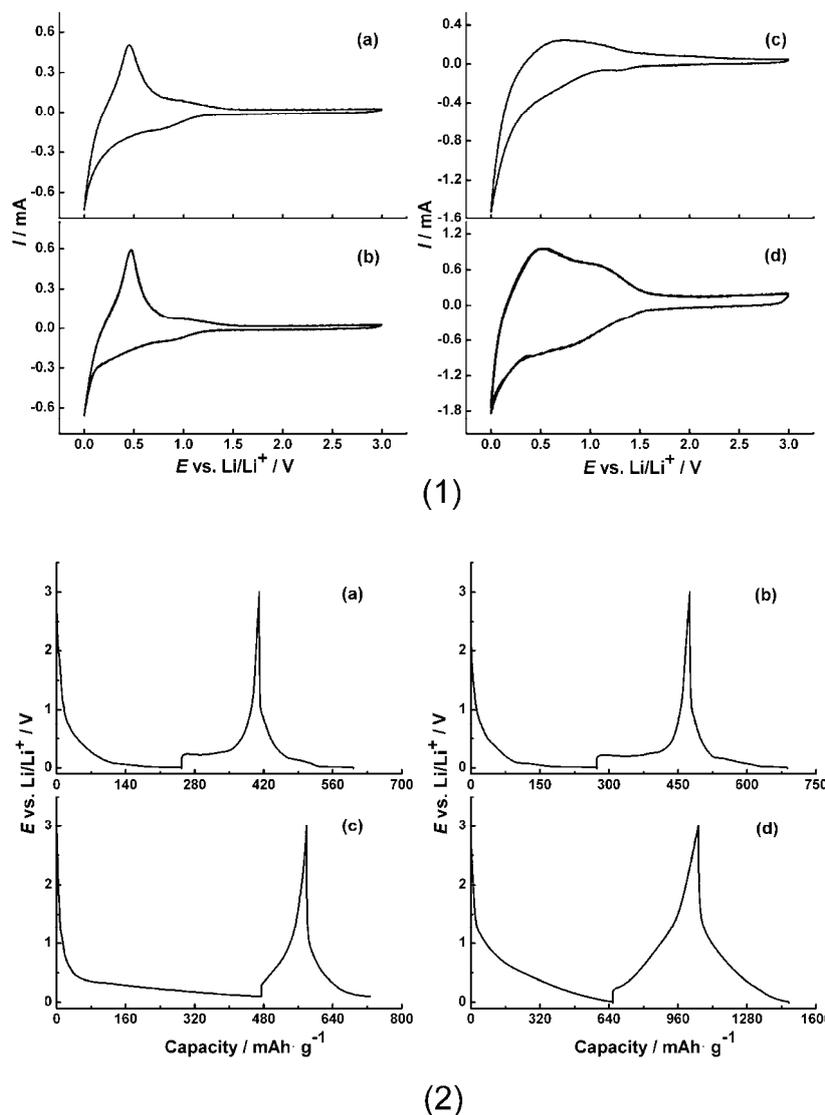 (a)
0.6
0.3
0.0
-0.3
-0.6
(b)
0.6
0.3
0.0
-0.3
-0.6
I / mA
0.0 0.5 1.0 1.5 2.0 2.5 3.0
E vs. Li/Li⁺ / V
(c)
0.4
0.0
-0.4
-0.8
-1.2
-1.6
(d)
1.2
0.6
0.0
-0.6
-1.2
-1.8
I / mA
0.0 0.5 1.0 1.5 2.0 2.5 3.0
E vs. Li/Li⁺ / V
(1)
(a)
3
2
1
0
0 140 280 420 560 700
(b)
3
2
1
0
0 150 300 450 600 750
E vs. Li/Li⁺ / V
(c)
3
2
1
0
0 160 320 480 640 800
Capacity / mAh· g⁻¹
E vs. Li/Li⁺ / V
(d)
3
2
1
0
0 320 640 960 1280 1600
Capacity / mAh· g⁻¹
(2)